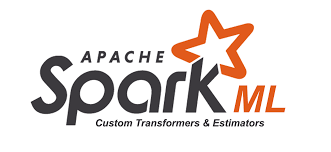 APACHE
Spark ML
Custom Transformers & Estimators